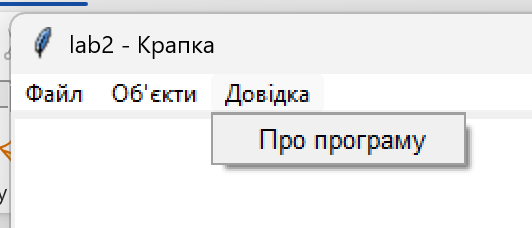 lab2 - Крапка
Файл Об'єкти Довідка
Про програму
у